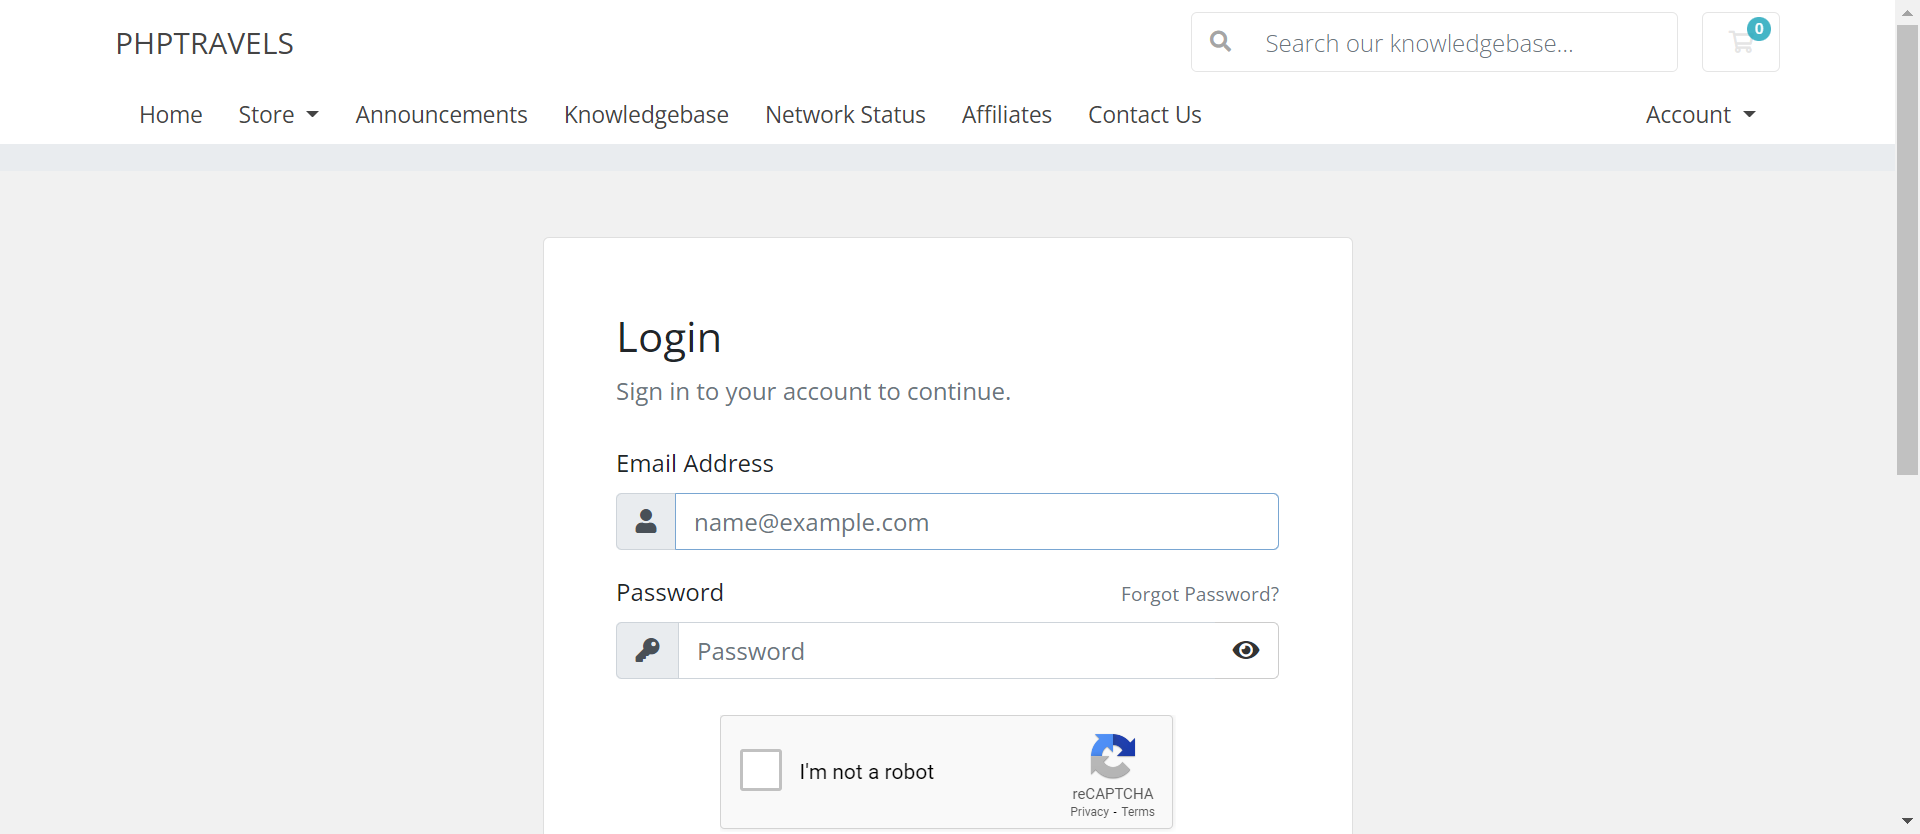 PHPTRAVELS
Search our knowledgebase...
0
Home Store Announcements Knowledgebase Network Status Affiliates Contact Us Account
Login
Sign in to your account to continue.
Email Address
name@example.com
Password Forgot Password?
Password
I'm not a robot
reCAPTCHA
Privacy - Terms